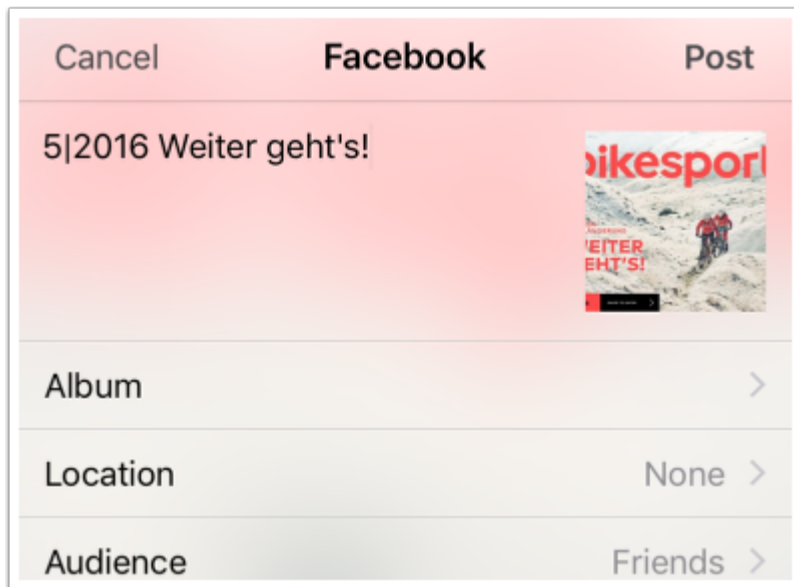 Cancel Facebook Post
5|2016 Weiter geht's!
bikesport
WEITER
GEHT'S!
Album
Location None
Audience Friends